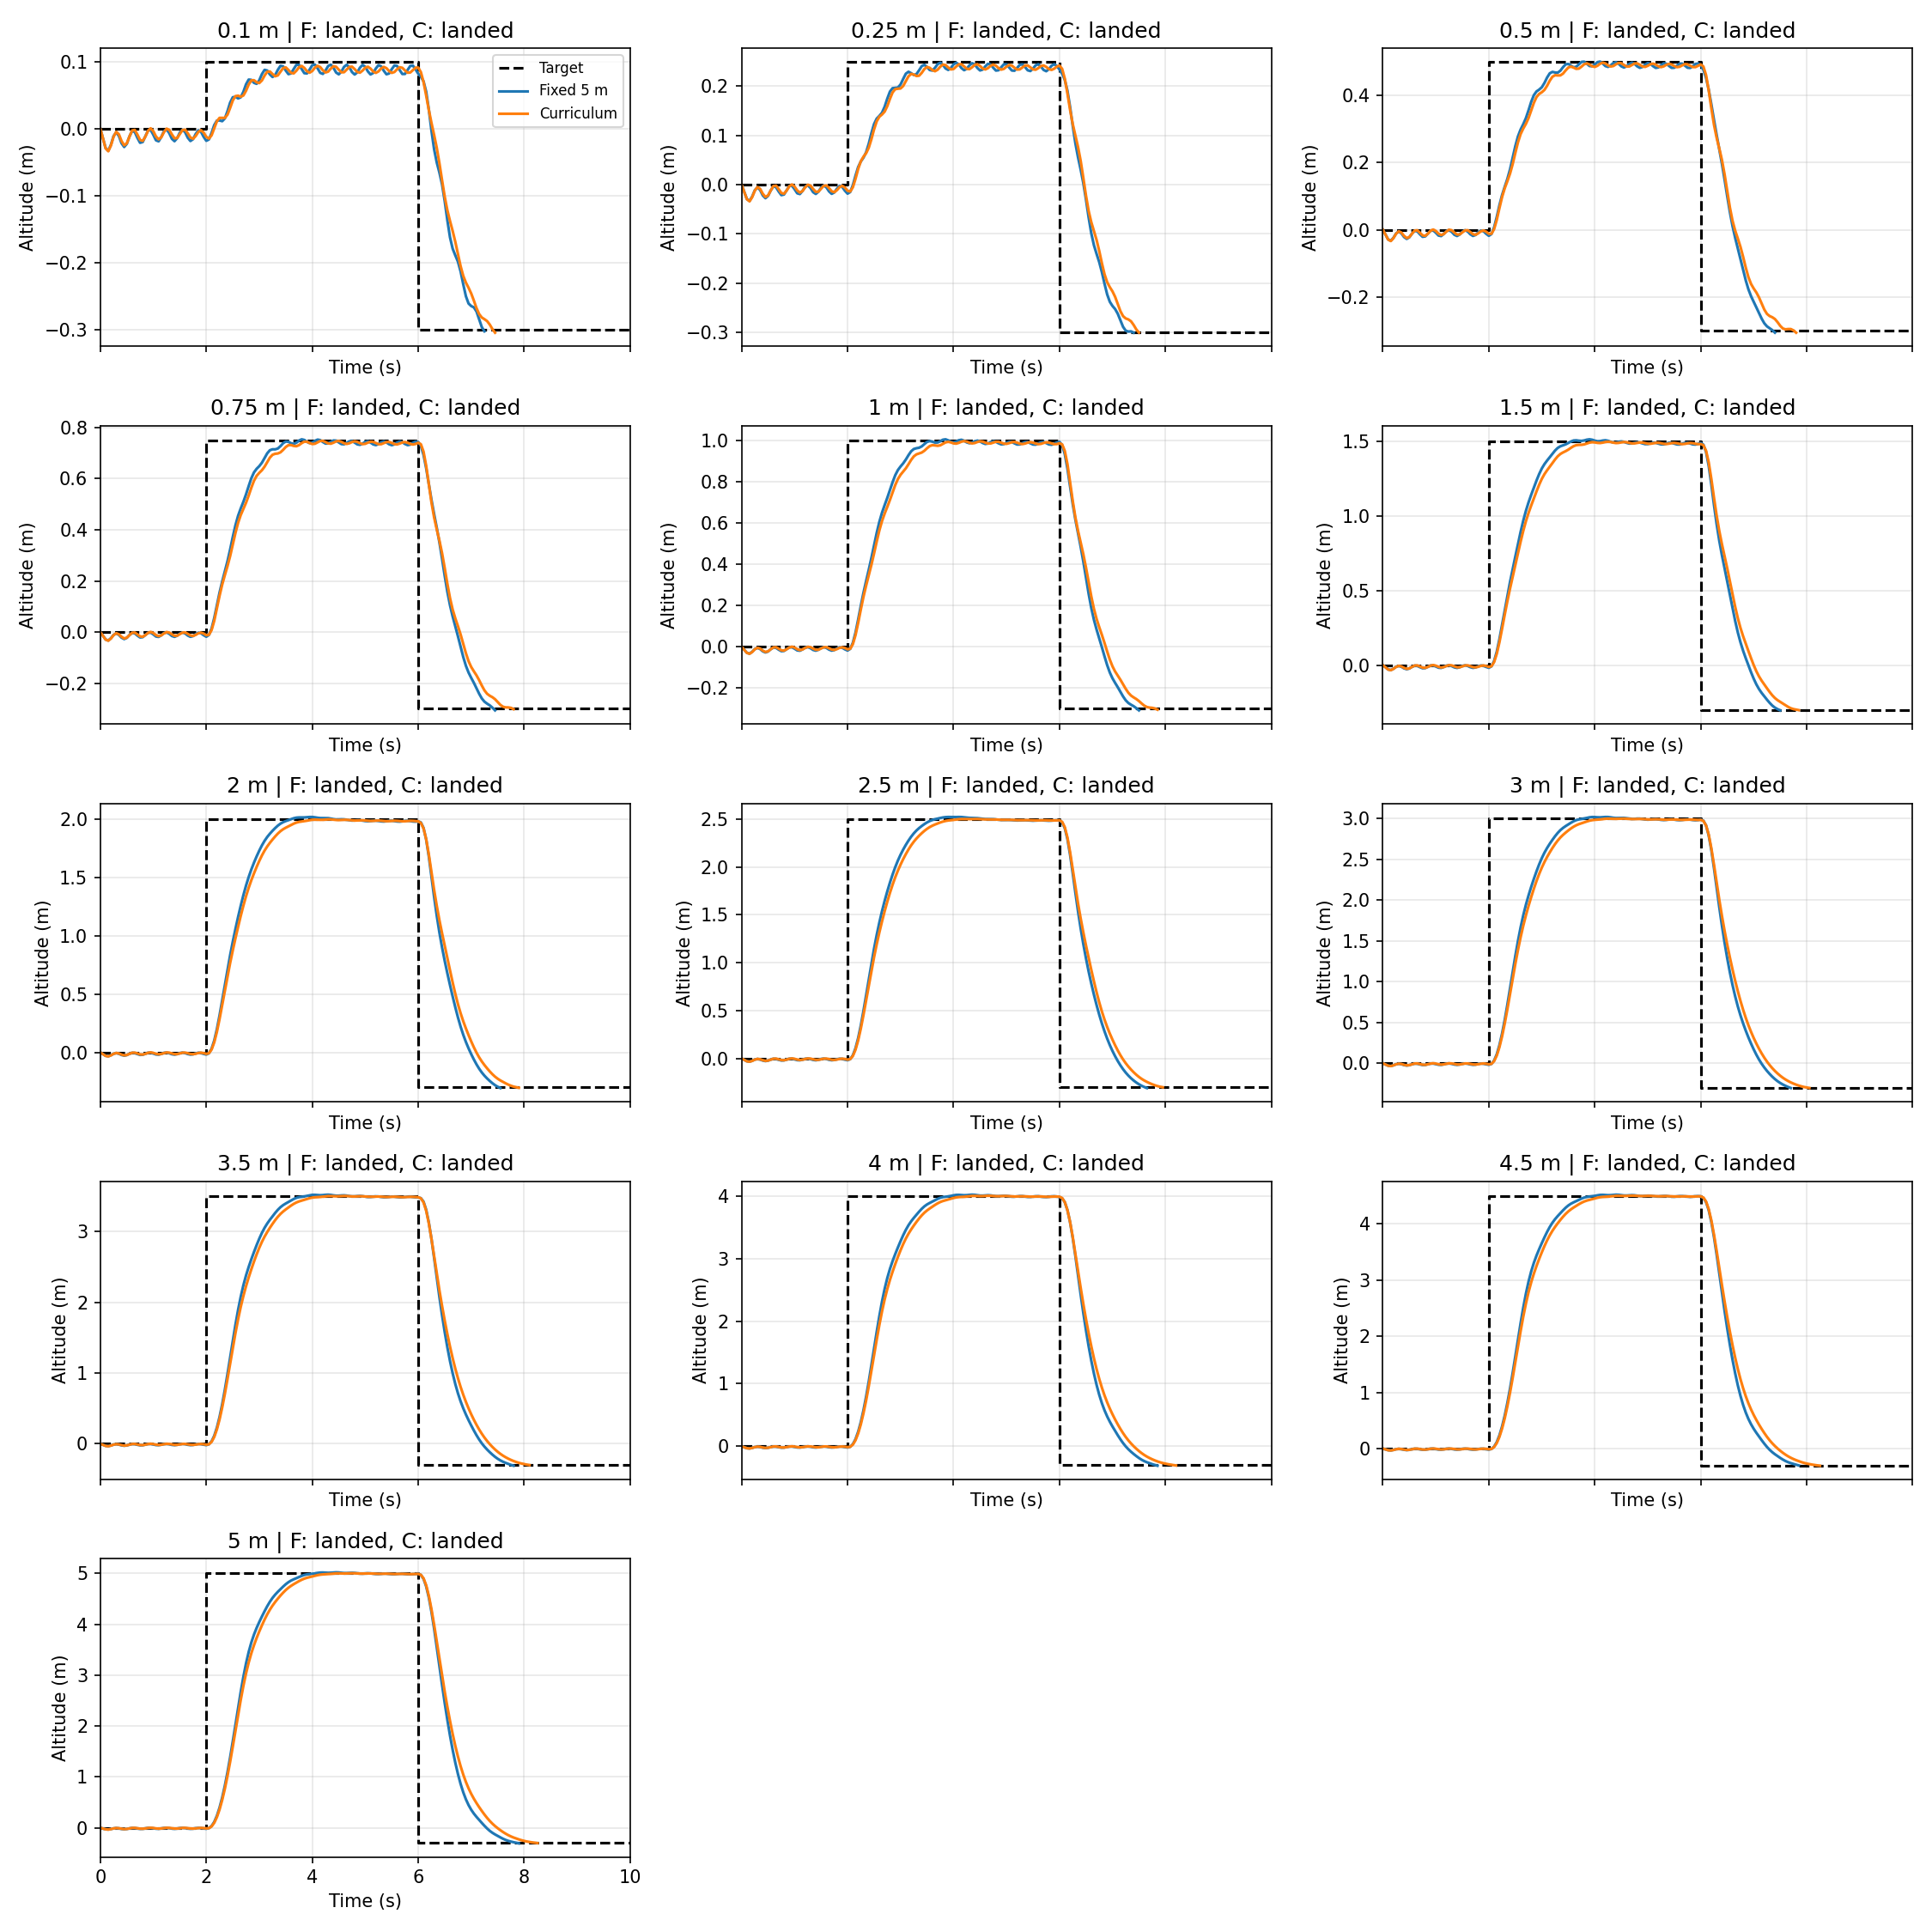 0.1 m | F: landed, C: landed
0.25 m | F: landed, C: landed
0.5 m | F: landed, C: landed
Altitude (m)
0.1
0.0
−0.1
−0.2
−0.3
Target
Fixed 5 m
Curriculum
Time (s)
Altitude (m)
0.2
0.1
0.0
−0.1
−0.2
−0.3
Time (s)
Altitude (m)
0.4
0.2
0.0
−0.2
Time (s)
0.75 m | F: landed, C: landed
1 m | F: landed, C: landed
1.5 m | F: landed, C: landed
Altitude (m)
0.8
0.6
0.4
0.2
0.0
−0.2
Time (s)
Altitude (m)
1.0
0.8
0.6
0.4
0.2
0.0
−0.2
Time (s)
Altitude (m)
1.5
1.0
0.5
0.0
Time (s)
2 m | F: landed, C: landed
2.5 m | F: landed, C: landed
3 m | F: landed, C: landed
Altitude (m)
2.0
1.5
1.0
0.5
0.0
Time (s)
Altitude (m)
2.5
2.0
1.5
1.0
0.5
0.0
Time (s)
Altitude (m)
3.0
2.5
2.0
1.5
1.0
0.5
0.0
Time (s)
3.5 m | F: landed, C: landed
4 m | F: landed, C: landed
4.5 m | F: landed, C: landed
Altitude (m)
3
2
1
0
Time (s)
Altitude (m)
4
3
2
1
0
Time (s)
Altitude (m)
4
3
2
1
0
Time (s)
5 m | F: landed, C: landed
Altitude (m)
5
4
3
2
1
0
0 2 4 6 8 10
Time (s)